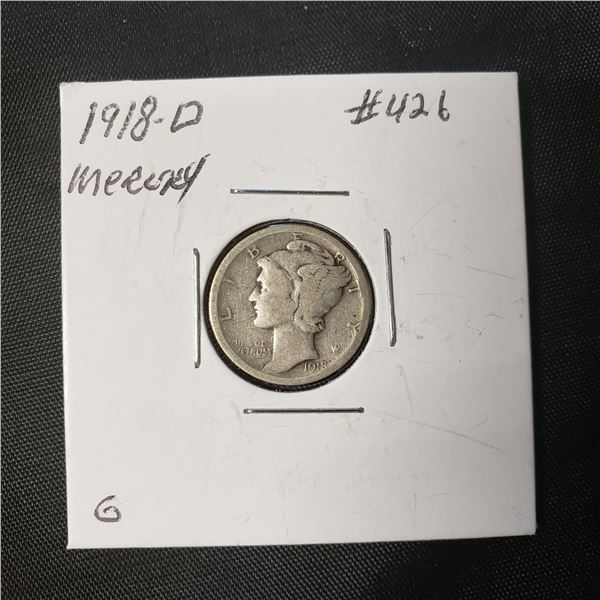 1918-D #426
Mercury
LIBERTY
IN GOD
WE TRUST
1918
G